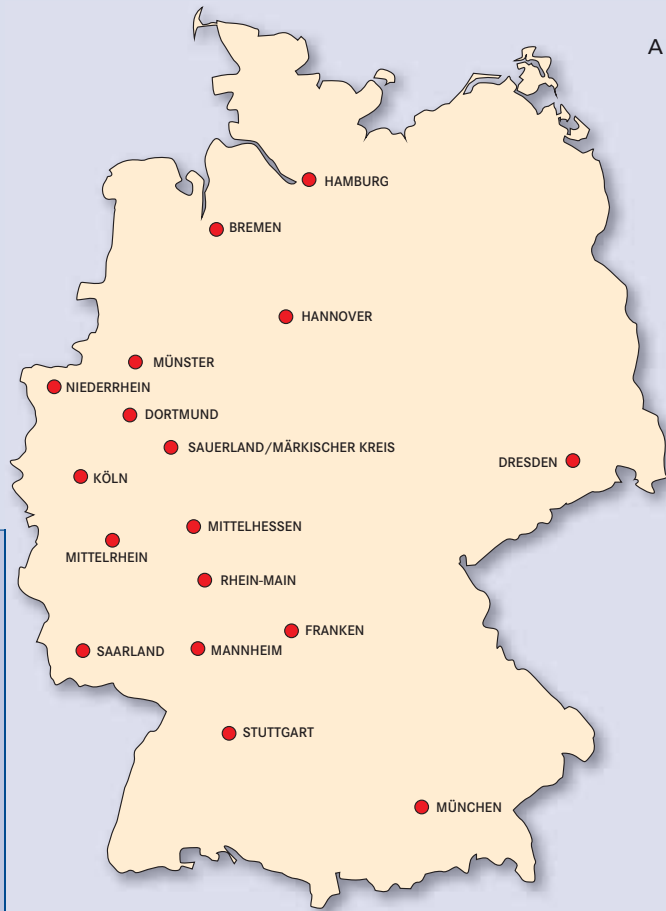 A
HAMBURG
BREMEN
HANNOVER
MÜNSTER
NIEDERRHEIN
DORTMUND
SAUERLAND/MÄRKISCHER KREIS
DRESDEN
KÖLN
MITTELHESSEN
MITTELRHEIN
RHEIN-MAIN
FRANKEN
SAARLAND
MANNHEIM
STUTTGART
MÜNCHEN